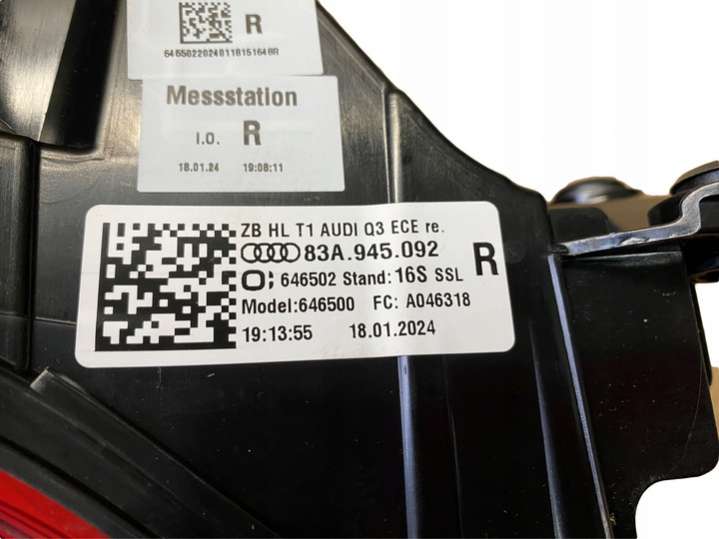 R
Messstation
I.O. R
18.01.24 19:08:11
ZB HL T1 AUDI Q3 ECE re.
83A.945.092
646502 Stand: 16S SSL R
Model:646500 FC: A046318
19:13:55 18.01.2024